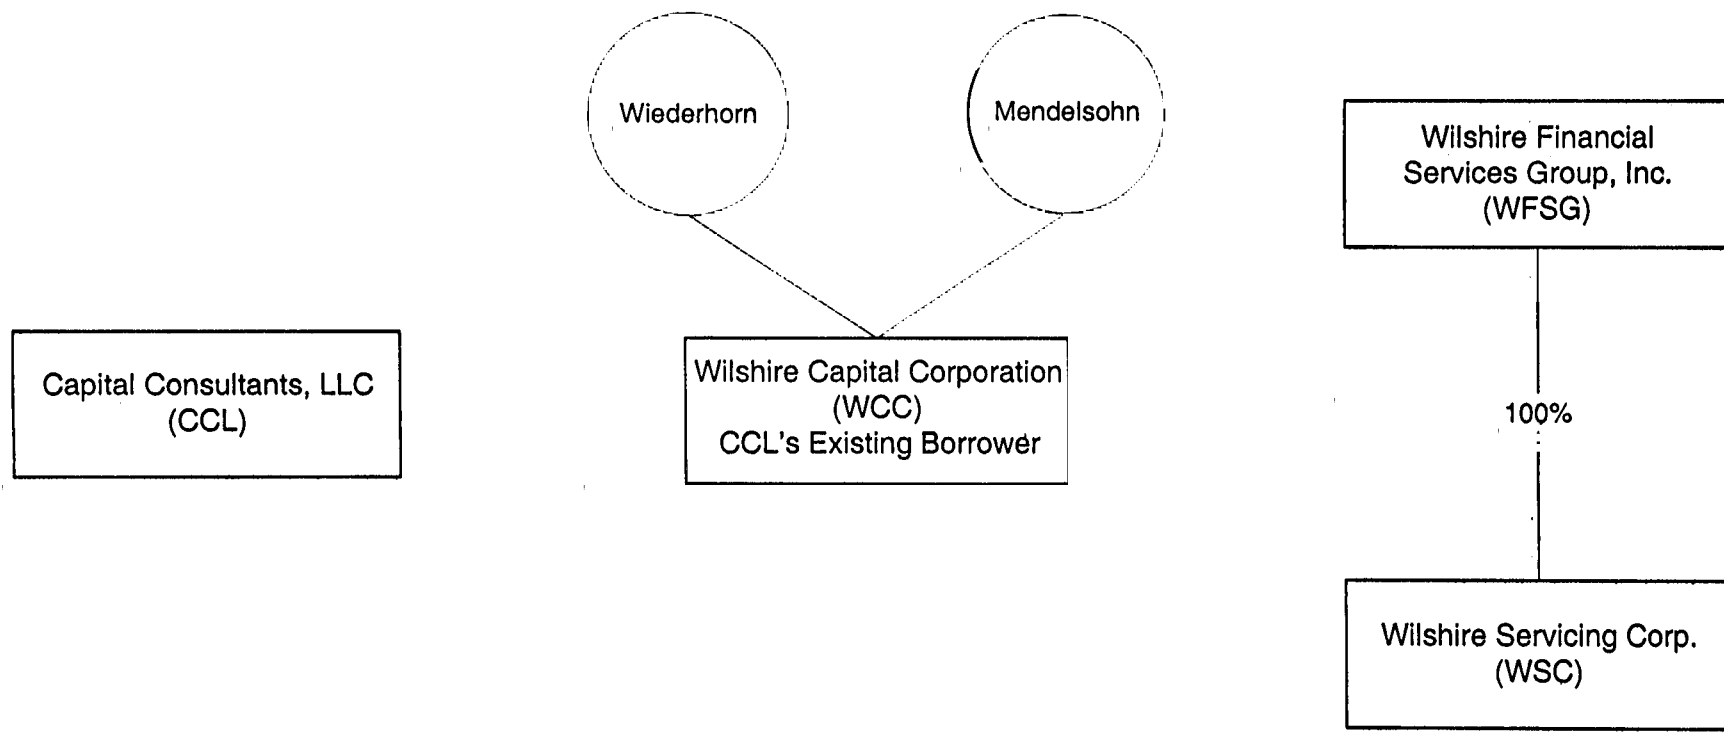 Wiederhorn
Mendelsohn
Wilshire Financial
Services Group, Inc.
(WFSG)
Capital Consultants, LLC
(CCL)
Wilshire Capital Corporation
(WCC)
CCL's Existing Borrower
100%
Wilshire Servicing Corp.
(WSC)